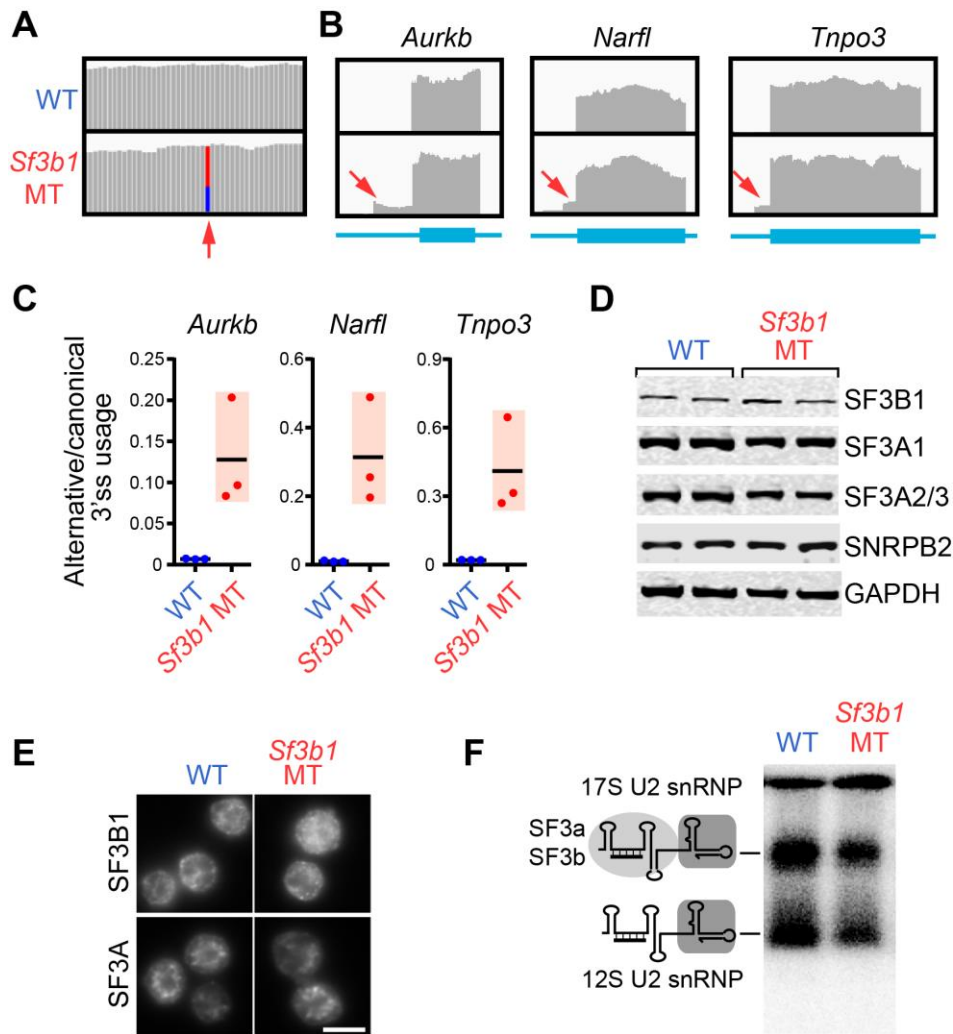 A
WT
Sf3b1
MT
B
Aurkb Narfl Tnpo3
C
Aurkb Narfl Tnpo3
Alternative/canonical
3'ss usage
0.25
0.20
0.15
0.10
0.05
0
0.6
0.4
0.2
0
0.9
0.6
0.3
0
WT
Sf3b1 MT
WT
Sf3b1 MT
WT
Sf3b1 MT
D
WT
Sf3b1
MT
SF3B1
SF3A1
SF3A2/3
SNRPB2
GAPDH
E
WT
Sf3b1
MT
SF3B1
SF3A
F
WT
Sf3b1
MT
17S U2 snRNP
SF3a
SF3b
12S U2 snRNP